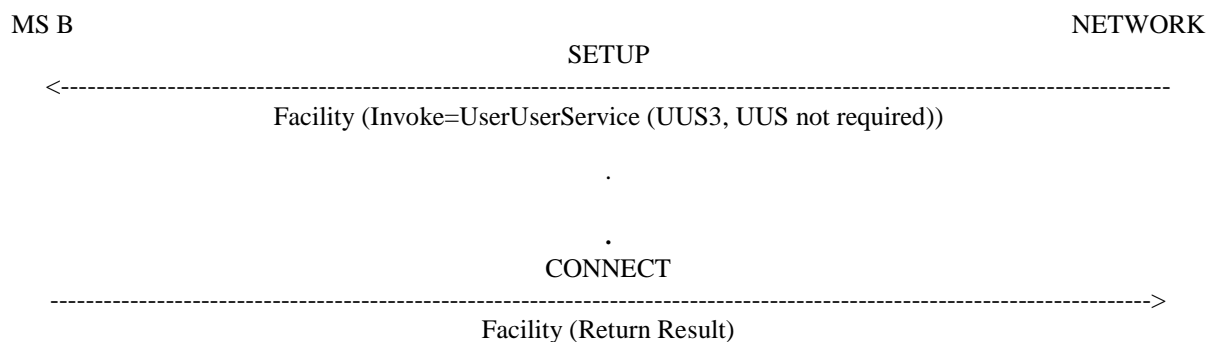 MS B NETWORK
SETUP
<------------------------------------------------------------------------------------------------------------------------------
Facility (Invoke=UserUserService (UUS3, UUS not required))
.
.
CONNECT
----------------------------------------------------------------------------------------------------------------------------->
Facility (Return Result)